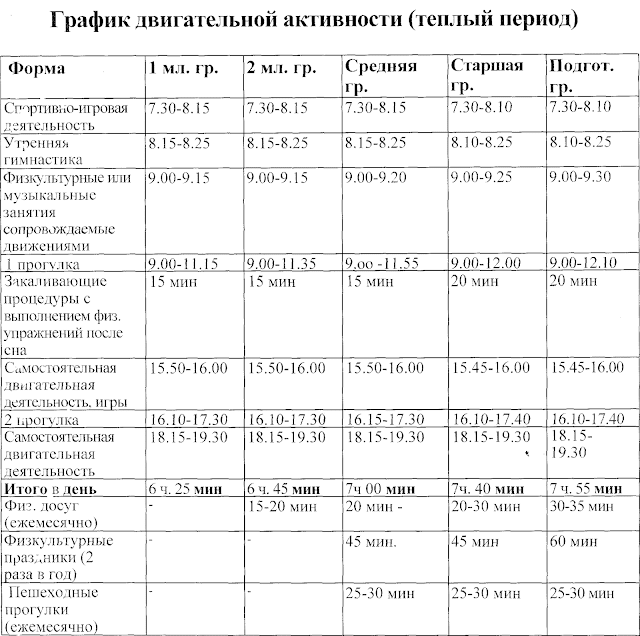 График двигательной активности (теплый период)
Форма 1 мл. гр. 2 мл. гр. Средняя гр. Старшая гр. Подгот. гр.
Спортивно-игровая деятельность 7.30-8.15 7.30-8.15 7.30-8.15 7.30-8.10 7.30-8.10
Утренняя гимнастика 8.15-8.25 8.15-8.25 8.15-8.25 8.10-8.25 8.10-8.25
Физкультурные или музыкальные занятия сопровождаемые движениями 9.00-9.15 9.00-9.15 9.00-9.20 9.00-9.25 9.00-9.30
1 прогулка 9.00-11.15 9.00-11.35 9,оо -11.55 9.00-12.00 9.00-12.10
Закаливающие процедуры с выполнением физ. упражнений после сна 15 мин 15 мин 15 мин 20 мин 20 мин
Самостоятельная двигательная деятельность, игры 15.50-16.00 15.50-16.00 15.50-16.00 15.45-16.00 15.45-16.00
2 прогулка 16.10-17.30 16.10-17.30 16.15-17.30 16.10-17.40 16.10-17.40
Самостоятельная двигательная деятельность 18.15-19.30 18.15-19.30 18.15-19.30 18.15-19.30 18.15-19.30
Итого в день 6 ч. 25 мин 6 ч. 45 мин 7ч 00 мин 7ч. 40 мин 7 ч. 55 мин
Физ. досуг (ежемесячно) - 15-20 мин 20 мин - 20-30 мин 30-35 мин
Физкультурные праздники (2 раза в год) - - 45 мин. 45 мин 60 мин
Пешеходные прогулки (ежемесячно) - - 25-30 мин 25-30 мин 25-30 мин